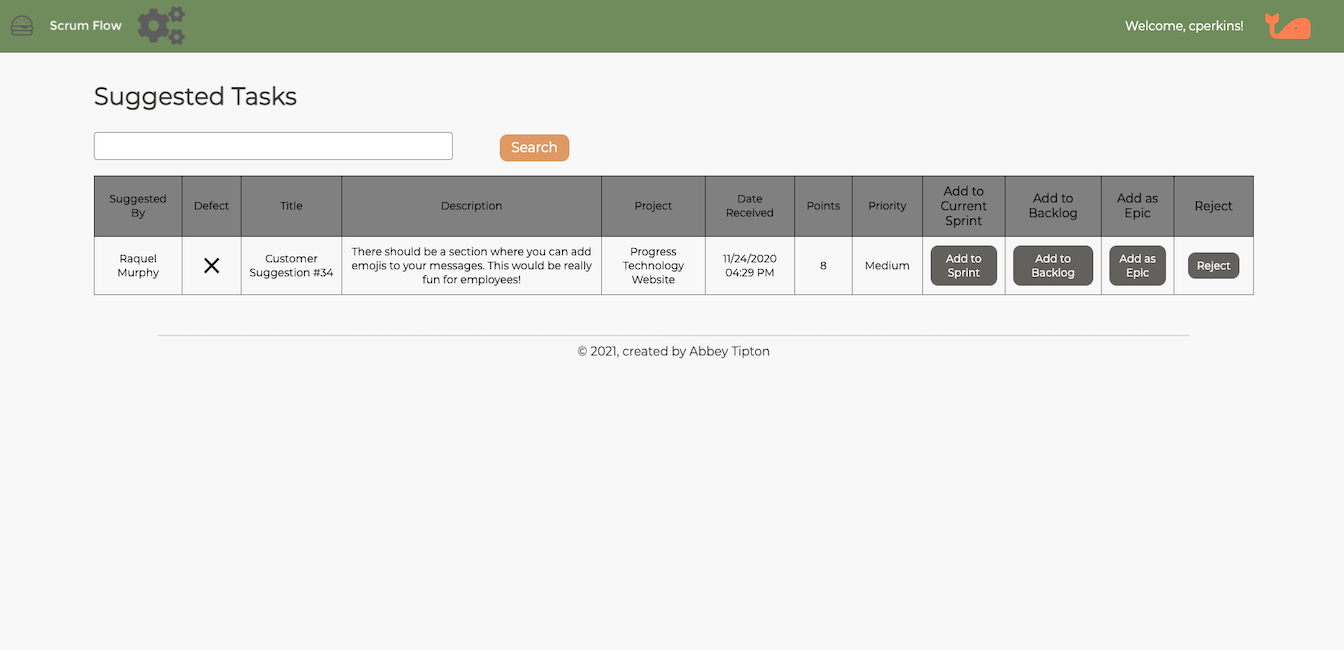 Scrum Flow
Welcome, cperkins!
Suggested Tasks
Search
Suggested
By
Defect
Title
Description
Project
Date
Received
Points
Priority
Add to
Current
Sprint
Add to
Backlog
Add as
Epic
Reject
Raquel
Murphy
Customer
Suggestion #34
There should be a section where you can add
emojis to your messages. This would be really
fun for employees!
Progress
Technology
Website
11/24/2020
04:29 PM
8
Medium
Add to
Sprint
Add to
Backlog
Add as
Epic
Reject
© 2021, created by Abbey Tipton